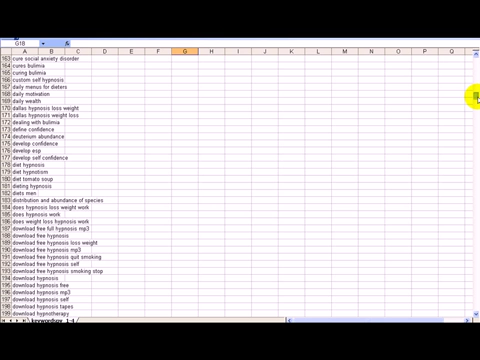 G18 fx
A B C D E F G H I J K L M N O P Q
163 cure social anxiety disorder
164 cures bulimia
165 curing bulimia
166 custom self hypnosis
167 daily menus for dieters
168 daily motivation
169 daily wealth
170 dallas hypnosis loss weight
171 dallas hypnosis weight loss
172 dealing with bulimia
173 define confidence
174 deuterium abundance
175 develop confidence
176 develop esp
177 develop self confidence
178 diet hypnosis
179 diet hypnotism
180 diet tomato soup
181 dieting hypnosis
182 diets men
183 distribution and abundance of species
184 does hypnosis loss weight work
185 does hypnosis work
186 does weight loss hypnosis work
187 download free full hypnosis mp3
188 download free hypnosis
189 download free hypnosis loss weight
190 download free hypnosis mp3
191 download free hypnosis quit smoking
192 download free hypnosis self
193 download free hypnosis smoking stop
194 download hypnosis
195 download hypnosis free
196 download hypnosis mp3
197 download hypnosis self
198 download hypnosis tapes
199 download hypnotherapy